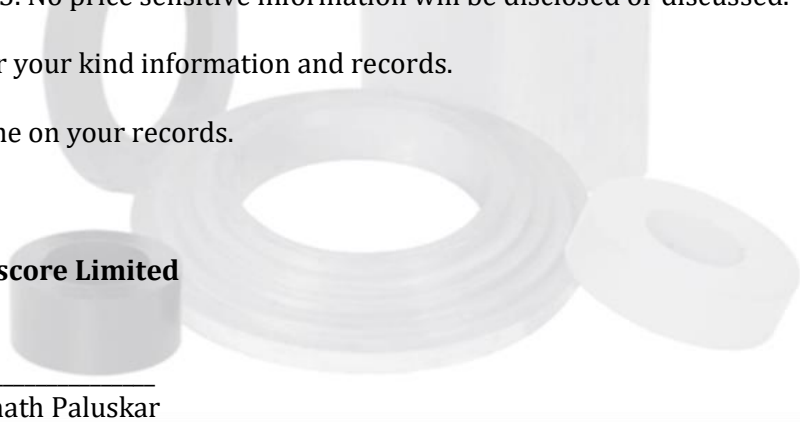 5. No price sensitive information will be disclosed or discussed.
r your kind information and records.
ne on your records.
score Limited
nath Paluskar